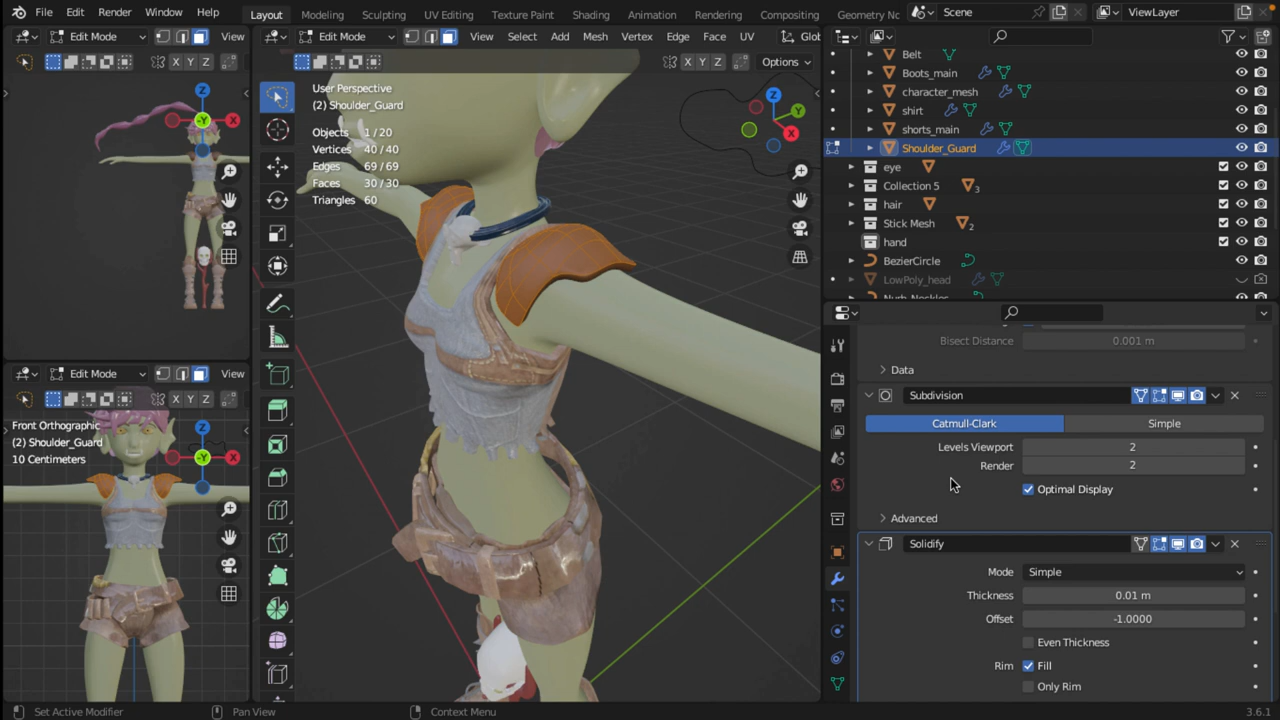 File Edit Render Window Help Layout Modeling Sculpting UV Editing Texture Paint Shading Animation Rendering Compositing Geometry Nc Scene ViewLayer
Edit Mode View
Edit Mode View Select Add Mesh Vertex Edge Face UV Glob
X Y Z
X Y Z Options
User Perspective
(2) Shoulder_Guard
Objects 1 / 20
Vertices 40/40
Edges 69/69
Faces 30/30
Triangles 60
Z
-Y
X
Z
Y
X
Edit Mode View
X Y Z
Front Orthographic
(2) Shoulder_Guard
10 Centimeters
Z
-Y
X
Belt
Boots_main
character_mesh
shirt
shorts_main
Shoulder_Guard
eye
Collection 5 3
hair
Stick Mesh 2
hand
BezierCircle
LowPoly_head
Bisect Distance 0.001 m
Data
Subdivision
Catmull-Clark Simple
Levels Viewport 2
Render 2
Optimal Display
Advanced
Solidify
Mode Simple
Thickness 0.01 m
Offset -1.0000
Even Thickness
Rim Fill
Only Rim
Set Active Modifier Pan View Context Menu 3.6.1